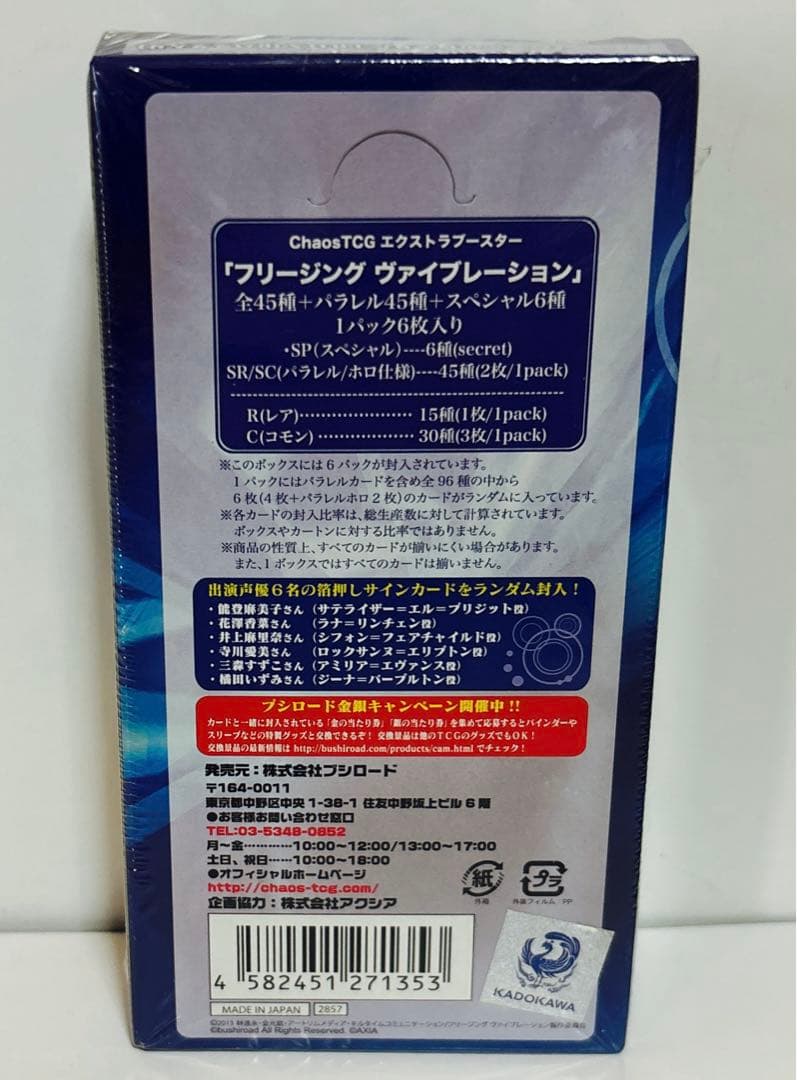 ChaosTCG エクストラブースター
「フリージング ヴァイブレーション」
全45種＋パラレル45種＋スペシャル6種
1パック6枚入り
・SP(スペシャル)----6種(secret)
SR/SC(パラレル/ホロ仕様)----45種(2枚/1pack)
R(レア)…………………… 15種(1枚/1pack)
C(コモン) ………………… 30種(3枚/1pack)
※このボックスには6パックが封入されています。
1パックにはパラレルカードを含め全96種の中から
6枚(4枚+パラレルホロ2枚)のカードがランダムに入っています。
※各カードの封入比率は、総生産数に対して計算されています。
ボックスやカートンに対する比率ではありません。
※商品の性質上、すべてのカードが揃いにくい場合があります。
また、1ボックスではすべてのカードは揃いません。
出演声優6名の箔押しサインカードをランダム封入！
・能登麻美子さん（サテライザー＝エル＝ブリジット役）
・花澤香菜さん（ラナ＝リンチェン役）
・井上麻里奈さん（シフォン＝フェアチャイルド役）
・寺川愛美さん（ロックサンヌ＝エリプトン役）
・三森すずこさん（アミリア＝エヴァンス役）
・橘田いずみさん（ジーナ＝パープルトン役）
ブシロード金銀キャンペーン開催中!!
カードと一緒に封入されている「金の当たり券」「銀の当たり券」を集めて応募するとバインダーや
スリーブなどの特製グッズと交換できるぞ！ 交換景品は他のTCGのグッズでもOK！
交換景品の最新情報は http://bushiroad.com/products/cam.html でチェック！
発売元：株式会社ブシロード
〒164-0011
東京都中野区中央1-38-1 住友中野坂上ビル6階
●お客様お問い合わせ窓口
TEL:03-5348-0852
月〜金…………10:00〜12:00/13:00〜17:00
土日、祝日……10:00〜18:00
●オフィシャルホームページ
http://chaos-tcg.com/
企画協力：株式会社アクシア
紙
外箱
プラ
外装フィルム PP
4 582451 271353
KADOKAWA
MADE IN JAPAN 2857
©bushiroad All Rights Reserved. ©AXIA